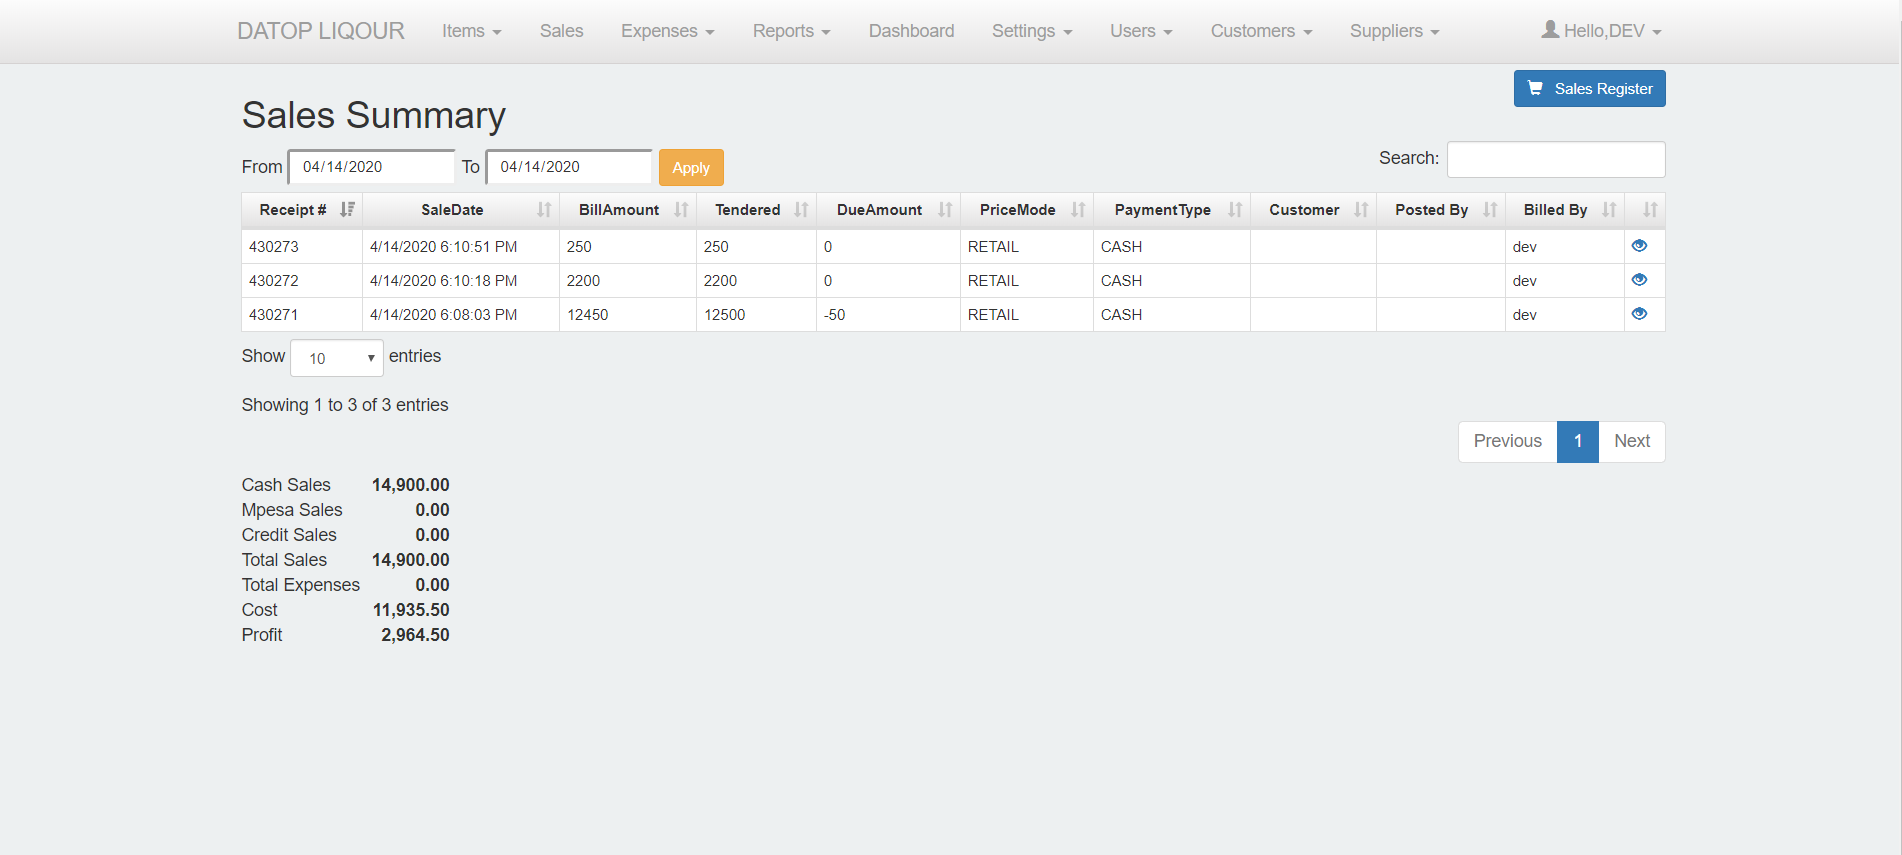 DATOP LIQOUR Items Sales Expenses Reports Dashboard Settings Users Customers Suppliers Hello,DEV
Sales Register
Sales Summary
From 04/14/2020 To 04/14/2020 Apply
Search:
Receipt # SaleDate BillAmount Tendered DueAmount PriceMode PaymentType Customer Posted By Billed By
430273 4/14/2020 6:10:51 PM 250 250 0 RETAIL CASH dev
430272 4/14/2020 6:10:18 PM 2200 2200 0 RETAIL CASH dev
430271 4/14/2020 6:08:03 PM 12450 12500 -50 RETAIL CASH dev
Show 10 entries
Showing 1 to 3 of 3 entries
Previous 1 Next
Cash Sales 14,900.00
Mpesa Sales 0.00
Credit Sales 0.00
Total Sales 14,900.00
Total Expenses 0.00
Cost 11,935.50
Profit 2,964.50